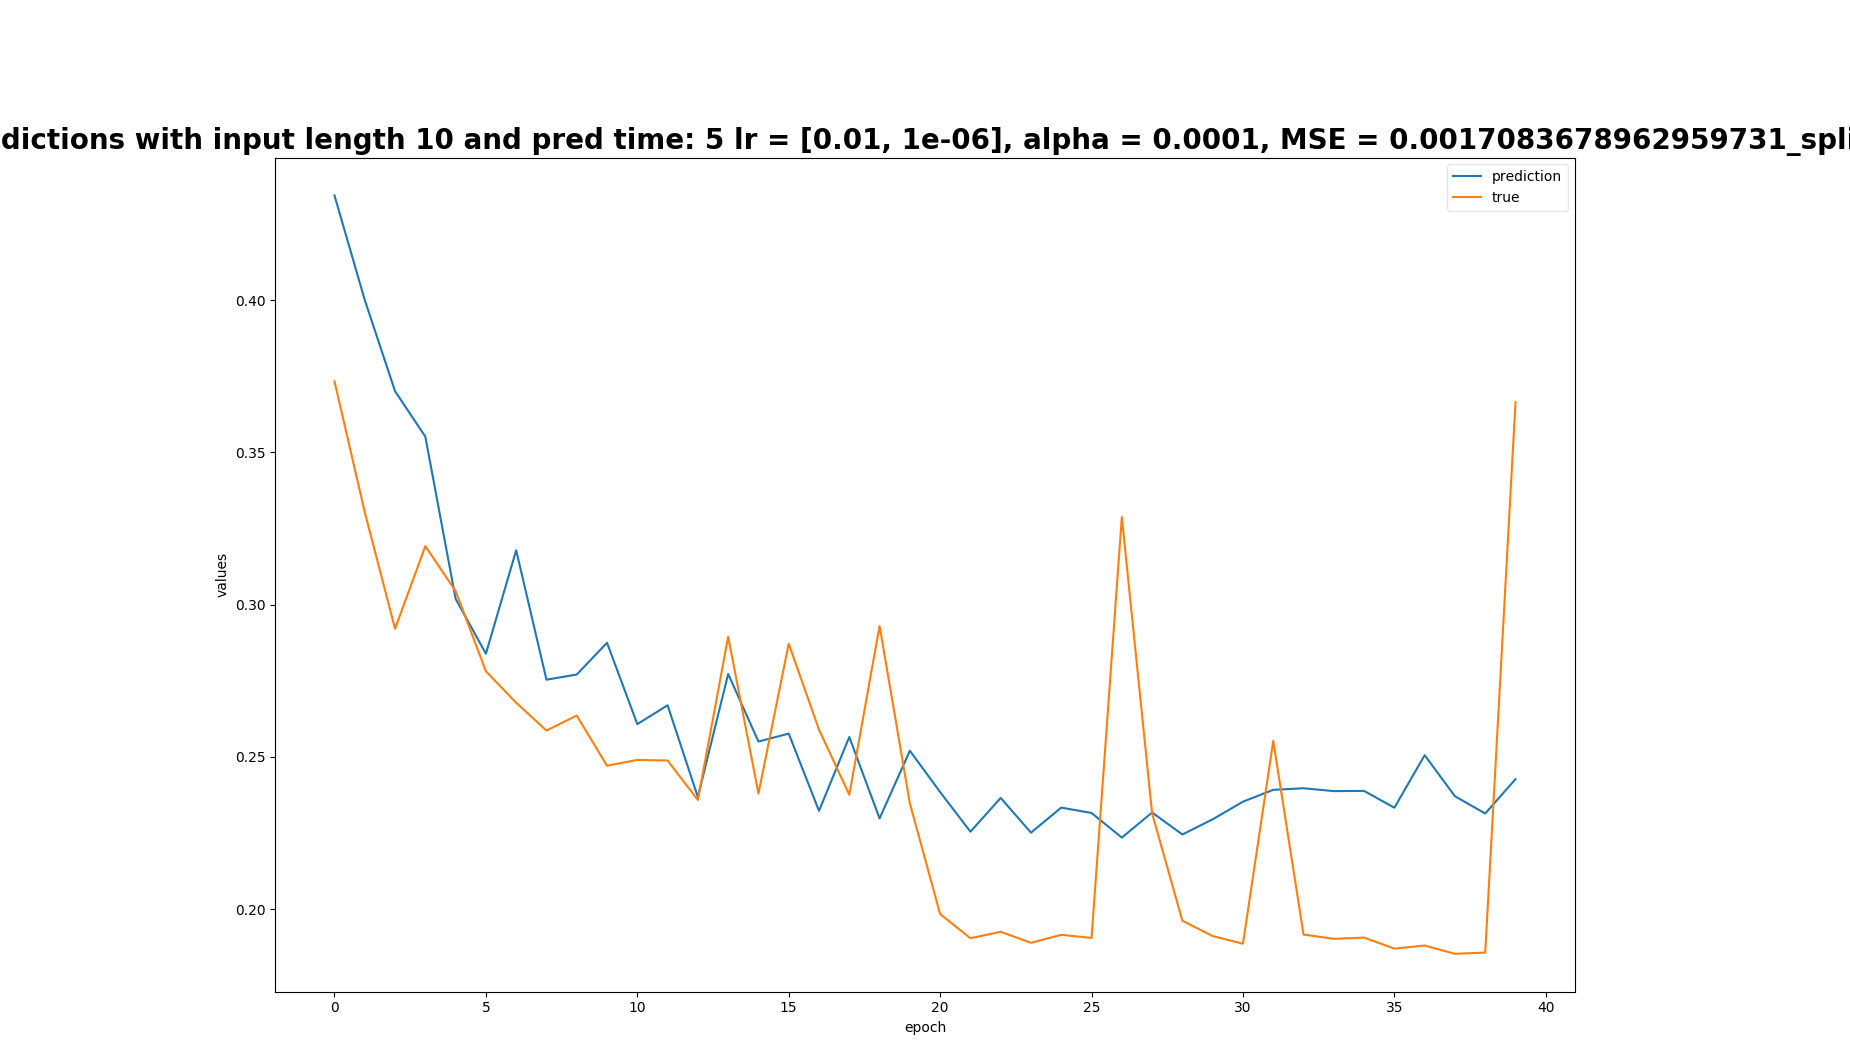 dictions with input length 10 and pred time: 5 lr = [0.01, 1e-06], alpha = 0.0001, MSE = 0.0017083678962959731_spli
prediction
true
0.40
0.35
0.30
0.25
0.20
values
0 5 10 15 20 25 30 35 40
epoch